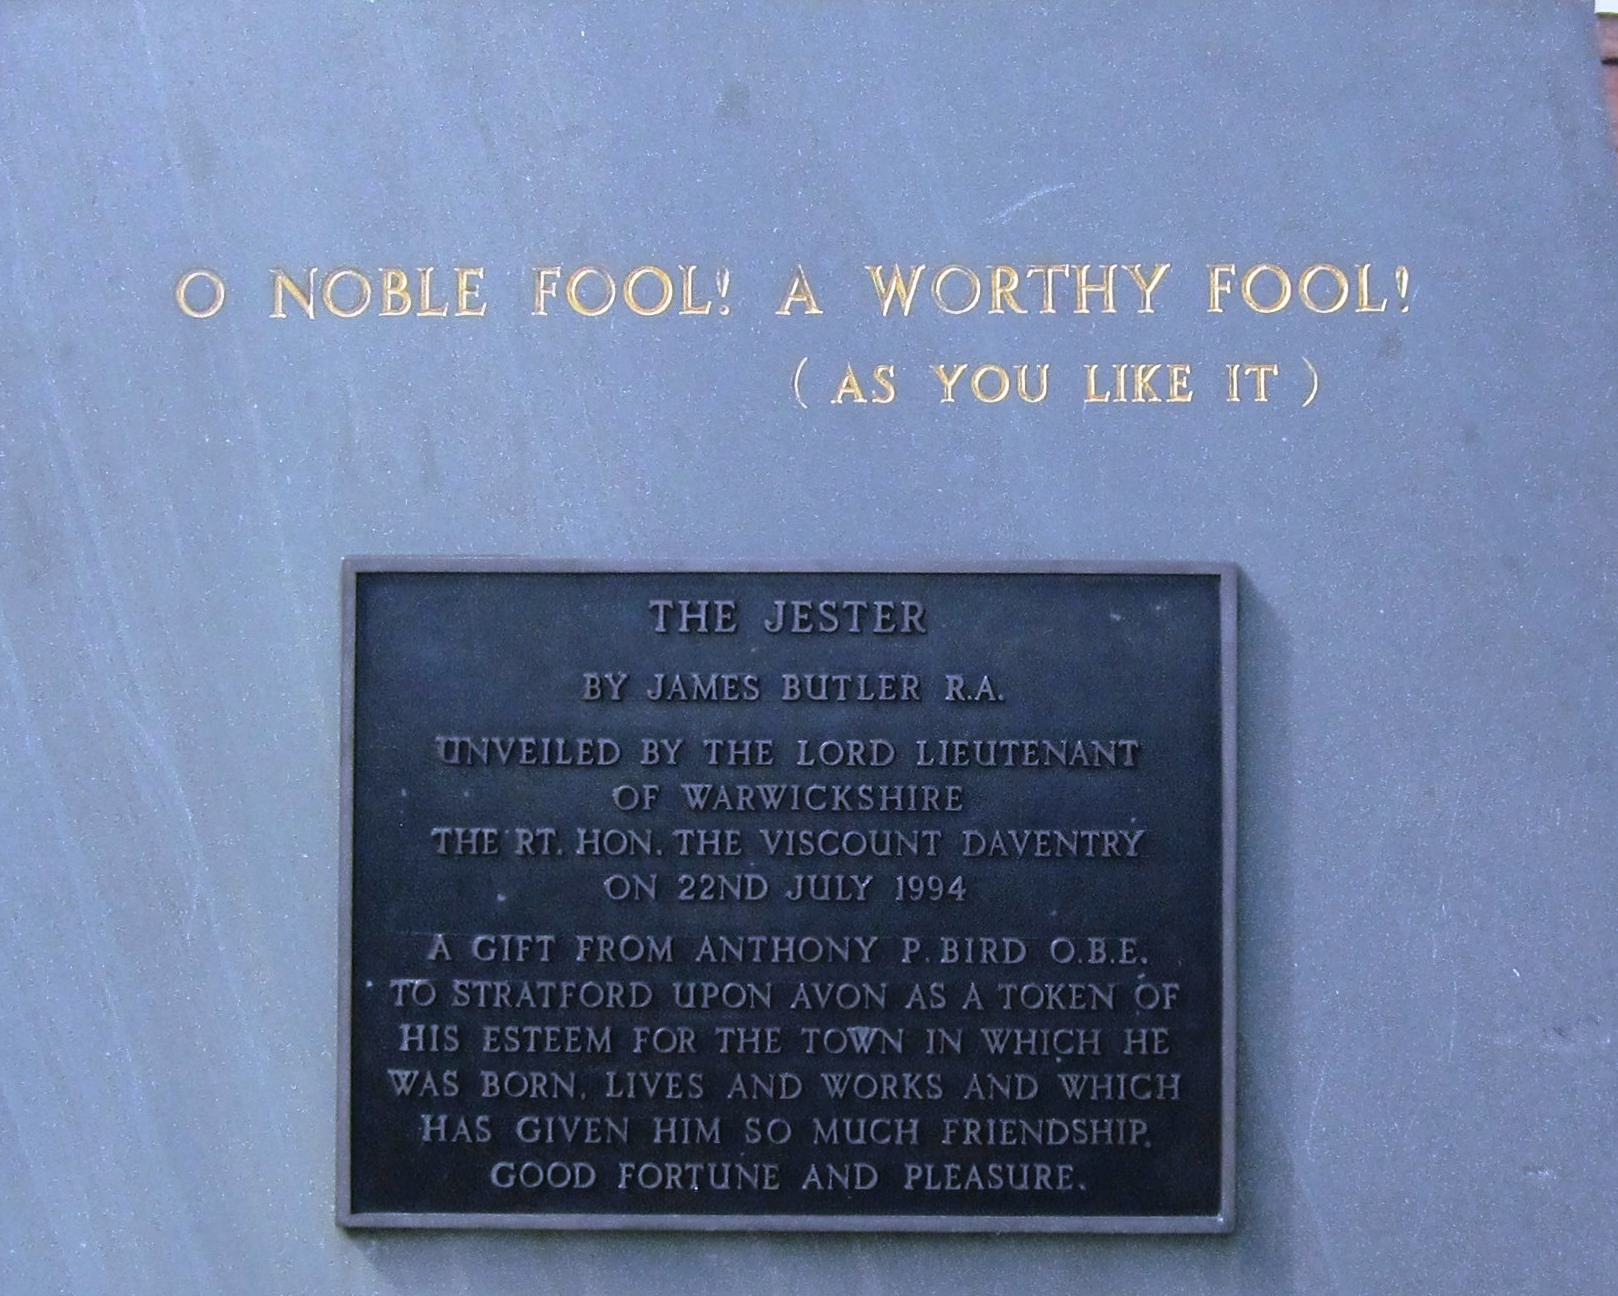 O NOBLE FOOL! A WORTHY FOOL!
( AS YOU LIKE IT )
THE JESTER
BY JAMES BUTLER R.A.
UNVEILED BY THE LORD LIEUTENANT
OF WARWICKSHIRE
THE RT. HON. THE VISCOUNT DAVENTRY
ON 22ND JULY 1994
A GIFT FROM ANTHONY P. BIRD O.B.E.
TO STRATFORD UPON AVON AS A TOKEN OF
HIS ESTEEM FOR THE TOWN IN WHICH HE
WAS BORN, LIVES AND WORKS AND WHICH
HAS GIVEN HIM SO MUCH FRIENDSHIP,
GOOD FORTUNE AND PLEASURE.